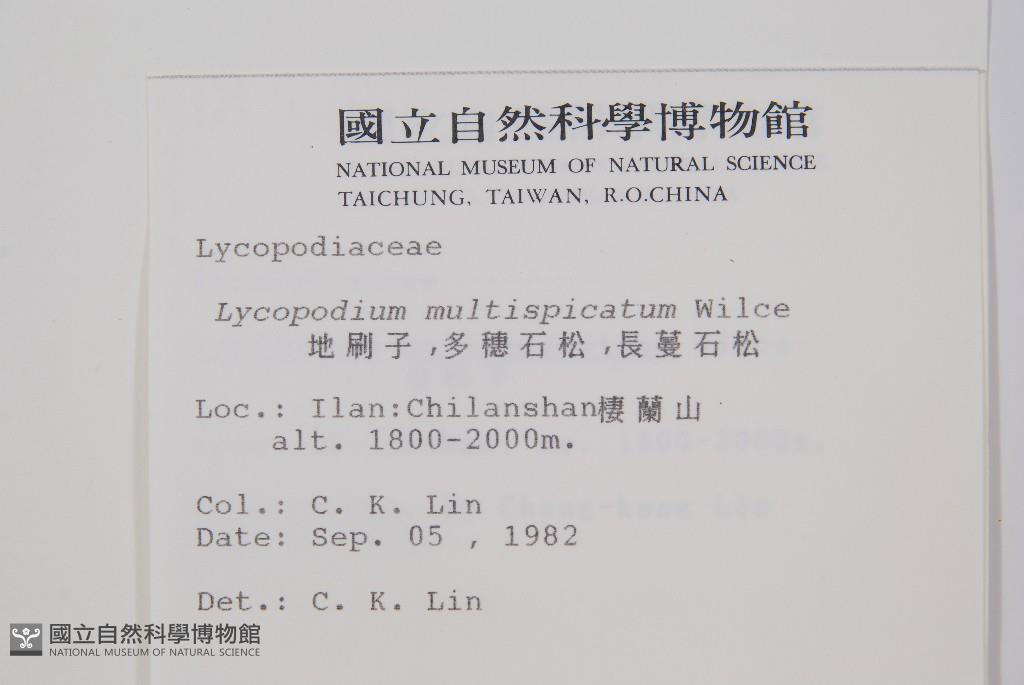 國立自然科學博物館
NATIONAL MUSEUM OF NATURAL SCIENCE
TAICHUNG, TAIWAN, R.O.CHINA
Lycopodiaceae
Lycopodium multispicatum Wilce
地刷子,多穗石松,長蔓石松
Loc.: Ilan:Chilanshan棲蘭山
alt. 1800-2000m.
Col.: C. K. Lin
Date: Sep. 05 , 1982
Det.: C. K. Lin
國立自然科學博物館
NATIONAL MUSEUM OF NATURAL SCIENCE